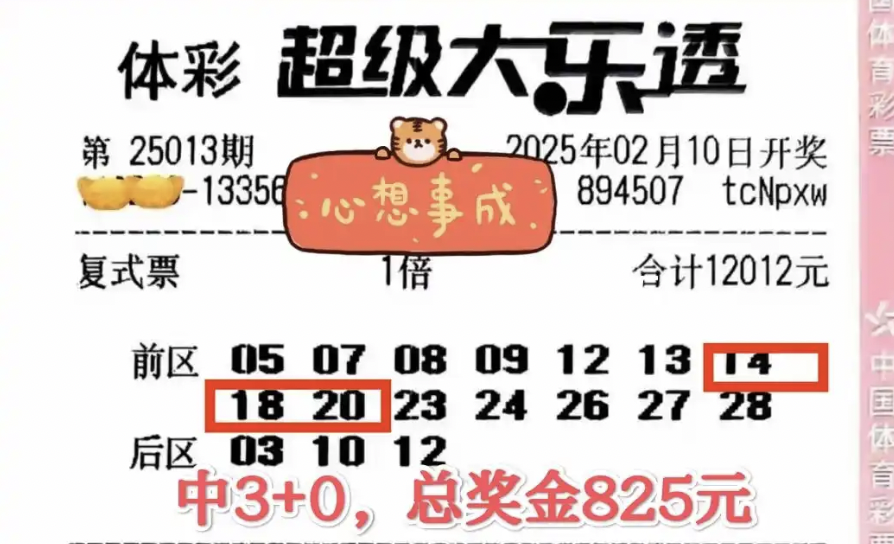 体彩 超级大乐透
第 25013期 2025年02月10日开奖
-13356 894507 tcNpxw
心想事成
复式票 1倍 合计12012元
前区 05 07 08 09 12 13 14
18 20 23 24 26 27 28
后区 03 10 12
中3+0，总奖金825元
国体育彩票
中国体育彩票